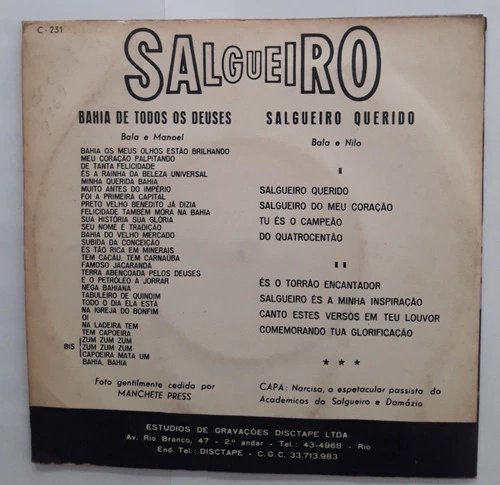 C - 231
SALGUEIRO
BAHIA DE TODOS OS DEUSES
Bala e Manoel
BAHIA OS MEUS OLHOS ESTÃO BRILHANDO
MEU CORAÇÃO PALPITANDO
DE TANTA FELICIDADE
ÉS A RAINHA DA BELEZA UNIVERSAL
MINHA QUERIDA BAHIA
MUITO ANTES DO IMPÉRIO
FOI A PRIMEIRA CAPITAL
PRETO VELHO BENEDITO JÁ DIZIA
FELICIDADE TAMBÉM MÓRA NA BAHIA
SUA HISTÓRIA SUA GLÓRIA
SEU NOME É TRADIÇÃO
BAHIA DO VELHO MERCADO
SUBIDA DA CONCEIÇÃO
ÉS TÃO RICA EM MINERAIS
TEM CACÁU, TEM CARNAÚBA
FAMOSO JACARANDÁ
TERRA ABENÇOADA PELOS DEUSES
E O PETRÓLEO A JORRAR
NÊGA BAHIANA
TABULEIRO DE QUINDIM
TODO O DIA ELA ESTA
NA IGREJA DO BONFIM
OI
NA LADEIRA TEM
TEM CAPOEIRA
ZUM ZUM ZUM
BIS ZUM ZUM ZUM
CAPOEIRA MATA UM
BAHIA, BAHIA
Foto gentilmente cedida por
MANCHETE PRESS
SALGUEIRO QUERIDO
Bala e Nilo
I
SALGUEIRO QUERIDO
SALGUEIRO DO MEU CORAÇÃO
TU ÉS O CAMPEÃO
DO QUATROCENTÃO
II
ÉS O TORRÃO ENCANTADOR
SALGUEIRO ÉS A MINHA INSPIRAÇÃO
CANTO ESTES VERSOS EM TEU LOUVOR
COMEMORANDO TUA GLORIFICAÇÃO
* * *
CAPA: Narcisa, a espetacular passista do
Academicos do Salgueiro e Damázio
ESTUDIOS DE GRAVAÇÕES DISCTAPE LTDA.
Av. Rio Branco, 47 - 2.º andar - Tel.: 43-4968 - Rio
End. Tel.: DISCTAPE - C.G.C. 33.713.983